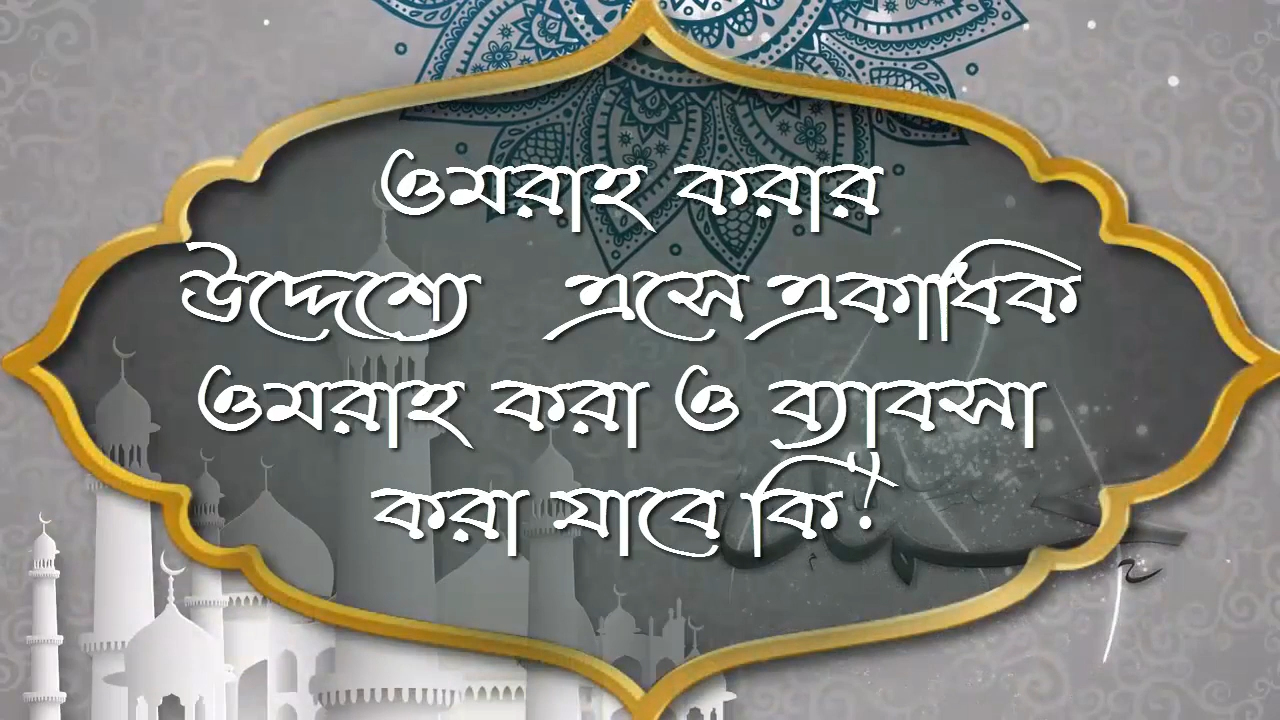 ওমরাহ করার
উদ্দেশ্যে এসে একাধিক
ওমরাহ করা ও ব্যাবসা
করা যাবে কি?